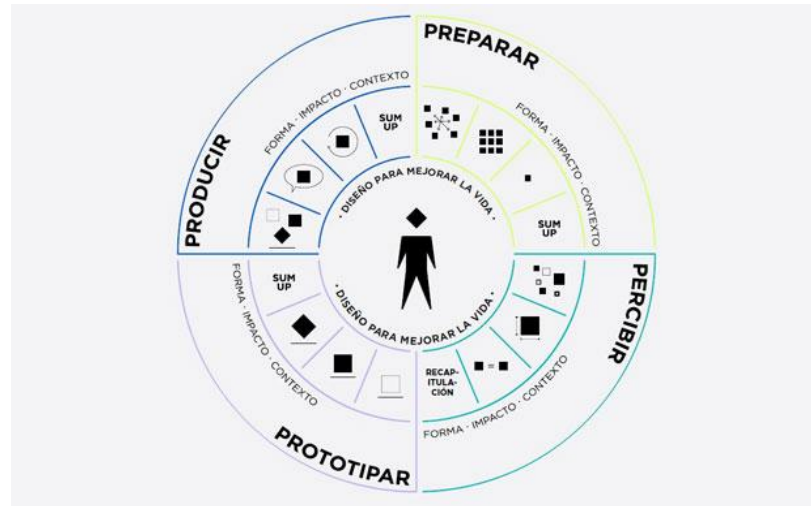 PREPARAR
FORMA · IMPACTO · CONTEXTO
SUM
UP
PERCIBIR
FORMA · IMPACTO · CONTEXTO
=
RECAP-
ITULA-
CIÓN
PROTOTIPAR
FORMA · IMPACTO · CONTEXTO
SUM
UP
PRODUCIR
FORMA · IMPACTO · CONTEXTO
SUM
UP
· DISEÑO PARA MEJORAR LA VIDA ·
· DISEÑO PARA MEJORAR LA VIDA ·